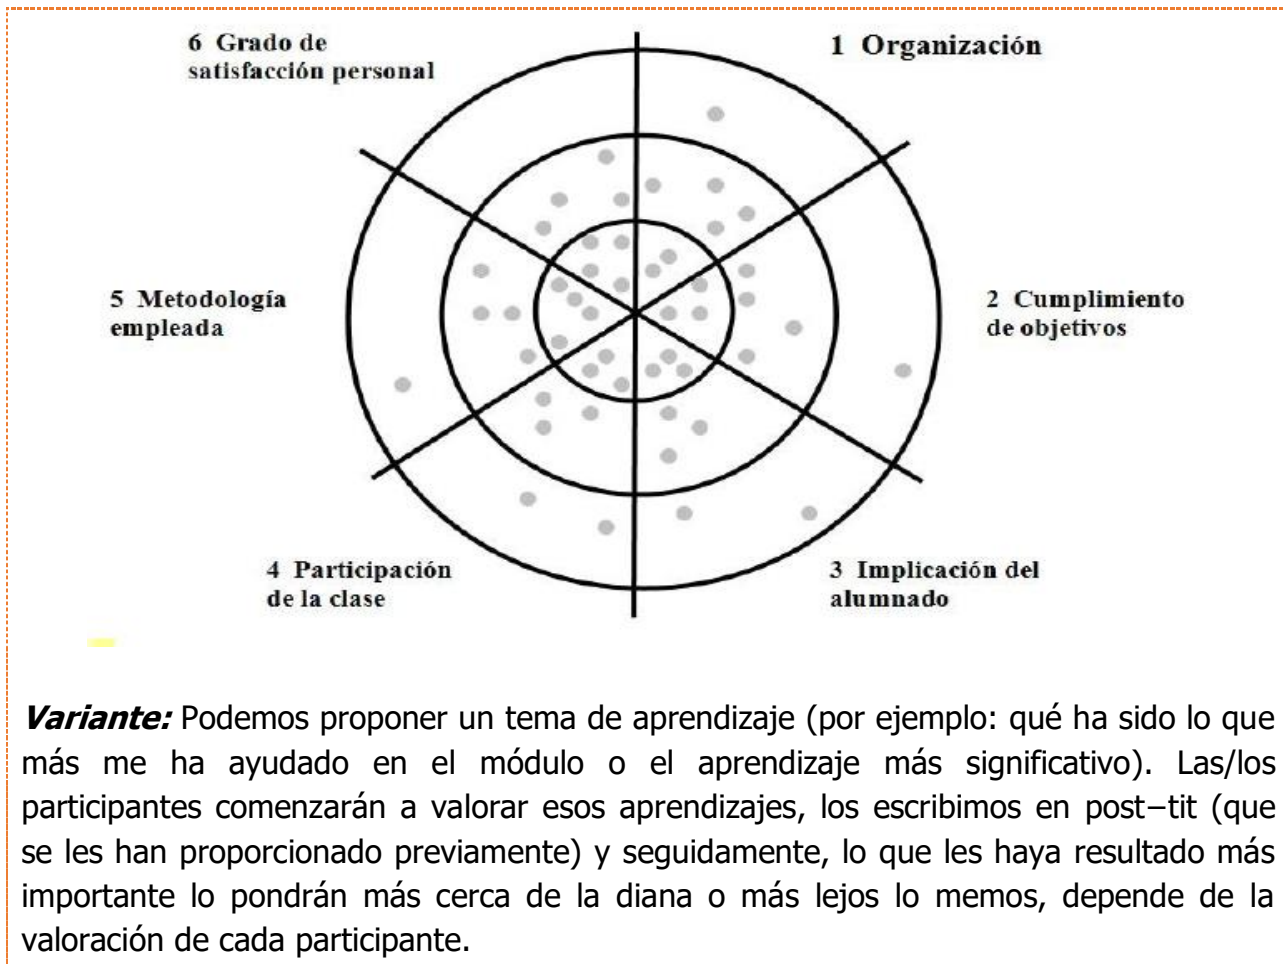 6 Grado de
satisfacción personal
1 Organización
5 Metodología
empleada
2 Cumplimiento
de objetivos
4 Participación
de la clase
3 Implicación del
alumnado
Variante: Podemos proponer un tema de aprendizaje (por ejemplo: qué ha sido lo que
más me ha ayudado en el módulo o el aprendizaje más significativo). Las/los
participantes comenzarán a valorar esos aprendizajes, los escribimos en post–tit (que
se les han proporcionado previamente) y seguidamente, lo que les haya resultado más
importante lo pondrán más cerca de la diana o más lejos lo memos, depende de la
valoración de cada participante.